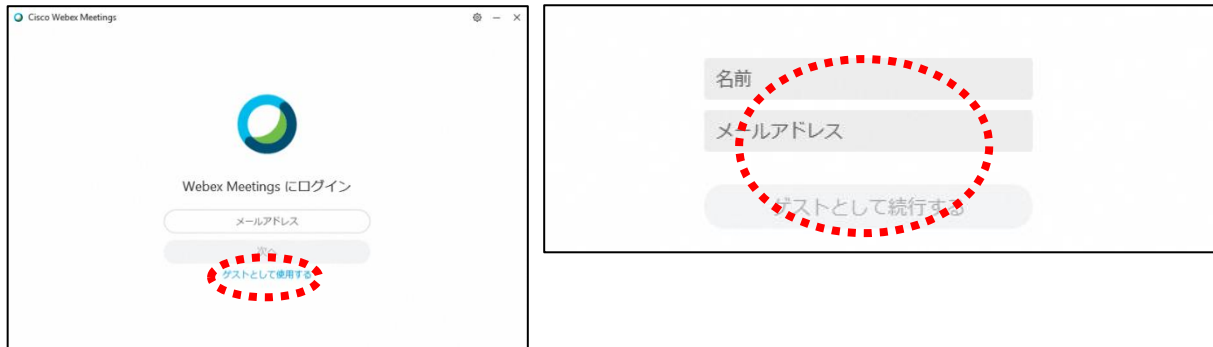 Cisco Webex Meetings
Webex Meetings にログイン
メールアドレス
次へ
ゲストとして使用する
名前
メールアドレス
ゲストとして続行する